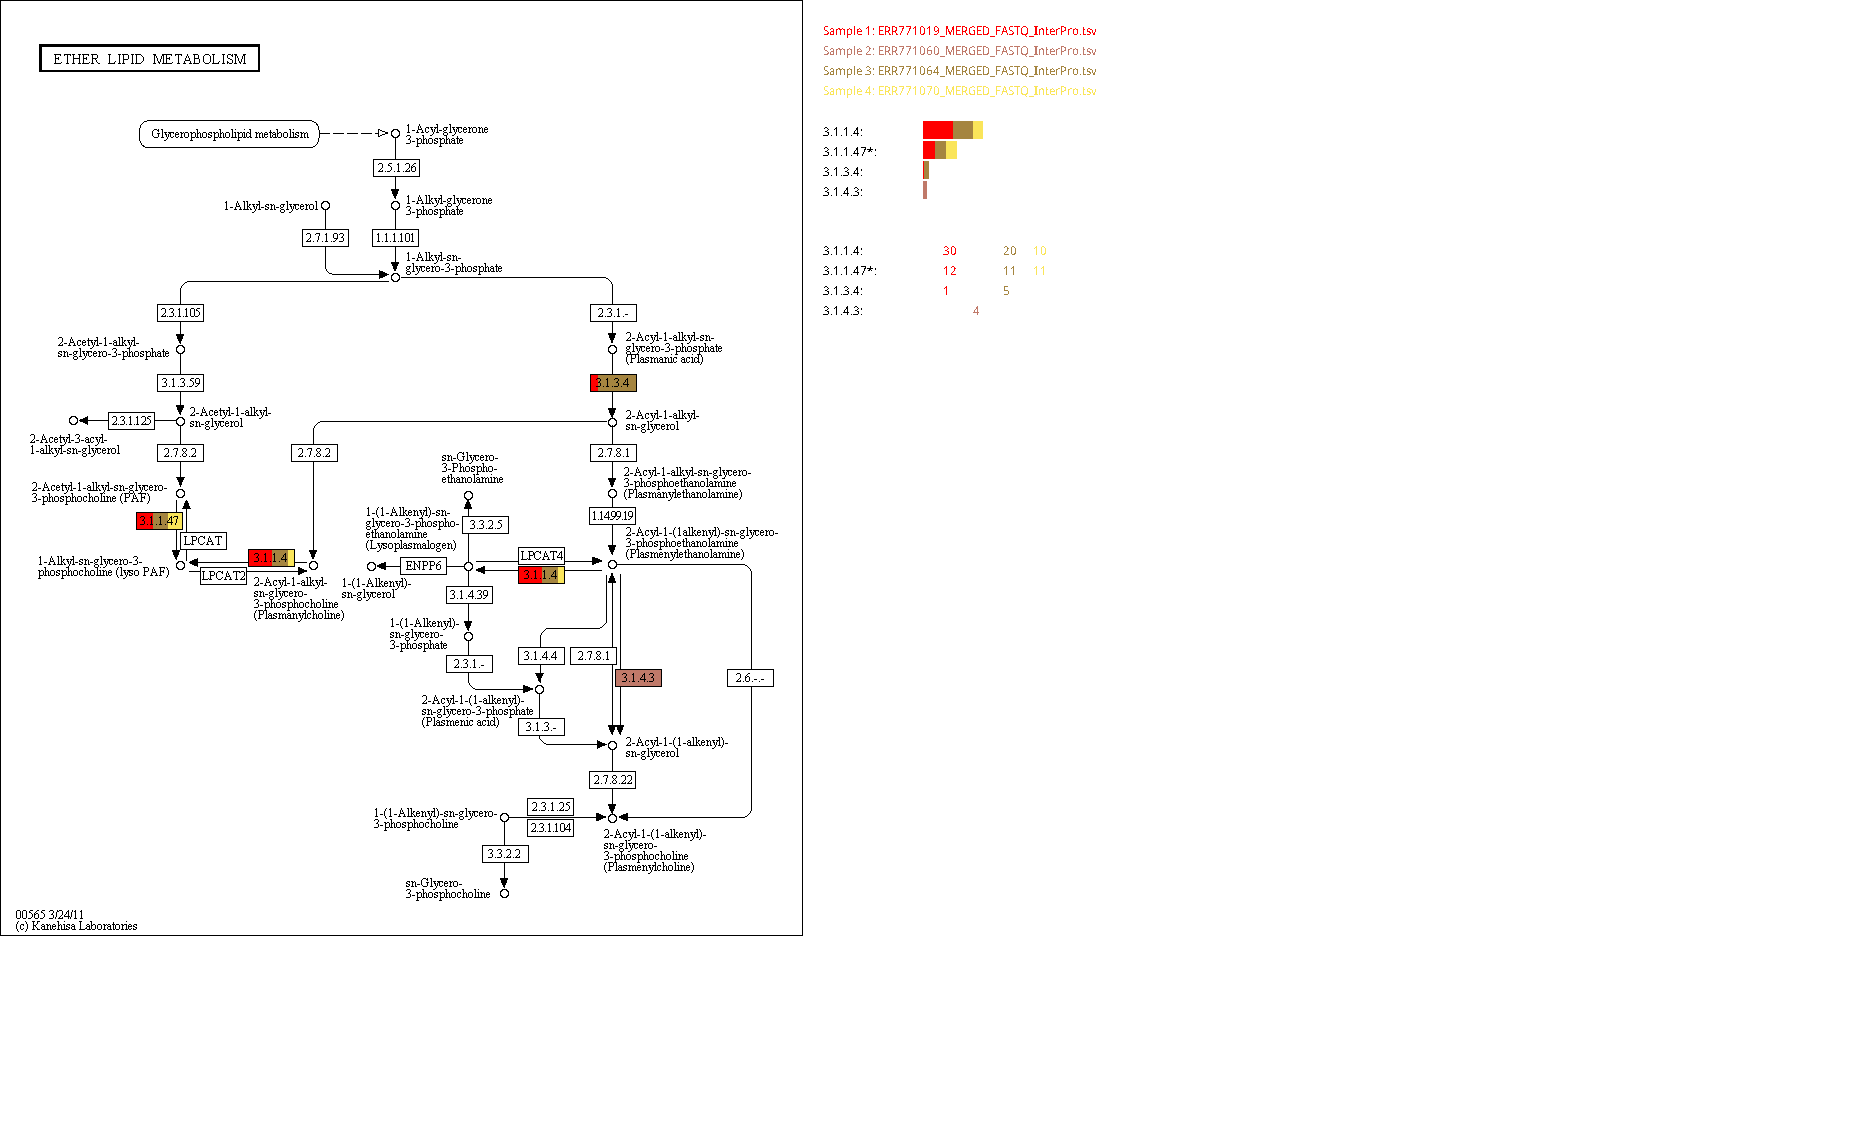 ETHER LIPID METABOLISM
Glycerophospholipid metabolism
1-Acyl-glycerone
3-phosphate
2.5.1.26
1-Alkyl-sn-glycerol
1-Alkyl-glycerone
3-phosphate
2.7.1.93
1.1.1.101
1-Alkyl-sn-
glycero-3-phosphate
2.3.1.105
2.3.1.-
2-Acetyl-1-alkyl-
sn-glycero-3-phosphate
2-Acyl-1-alkyl-sn-
glycero-3-phosphate
(Plasmanic acid)
3.1.3.59
3.1.3.4
2.3.1.125
2-Acetyl-1-alkyl-
sn-glycerol
2-Acyl-1-alkyl-
sn-glycerol
2-Acetyl-3-acyl-
1-alkyl-sn-glycerol
2.7.8.2
2.7.8.2
2.7.8.1
sn-Glycero-
3-Phospho-
ethanolamine
2-Acetyl-1-alkyl-sn-glycero-
3-phosphocholine (PAF)
2-Acyl-1-alkyl-sn-glycero-
3-phosphoethanolamine
(Plasmanylethanolamine)
3.1.1.47
LPCAT
1-(1-Alkenyl)-sn-
glycero-3-phospho-
ethanolamine
(Lysoplasmalogen)
3.3.2.5
1.14.99.19
2-Acyl-1-(1alkenyl)-sn-glycero-
3-phosphoethanolamine
(Plasmenylethanolamine)
1-Alkyl-sn-glycero-3-
phosphocholine (lyso PAF)
3.1.1.4
LPCAT2
2-Acyl-1-alkyl-
sn-glycero-
3-phosphocholine
(Plasmanylcholine)
ENPP6
1-(1-Alkenyl)-
sn-glycerol
LPCAT4
3.1.1.4
3.1.4.39
1-(1-Alkenyl)-
sn-glycero-
3-phosphate
2.3.1.-
3.1.4.4
2.7.8.1
3.1.4.3
2.6.-.-
2-Acyl-1-(1-alkenyl)-
sn-glycero-3-phosphate
(Plasmenic acid)
3.1.3.-
2-Acyl-1-(1-alkenyl)-
sn-glycerol
2.7.8.22
1-(1-Alkenyl)-sn-glycero-
3-phosphocholine
2.3.1.25
2.3.1.104
2-Acyl-1-(1-alkenyl)-
sn-glycero-
3-phosphocholine
(Plasmenylcholine)
3.3.2.2
sn-Glycero-
3-phosphocholine
00565 3/24/11
(c) Kanehisa Laboratories
Sample 1: ERR771019_MERGED_FASTQ_InterPro.tsv
Sample 2: ERR771060_MERGED_FASTQ_InterPro.tsv
Sample 3: ERR771064_MERGED_FASTQ_InterPro.tsv
Sample 4: ERR771070_MERGED_FASTQ_InterPro.tsv
3.1.1.4:
3.1.1.47*:
3.1.3.4:
3.1.4.3:
3.1.1.4: 30 20 10
3.1.1.47*: 12 11 11
3.1.3.4: 1 5
3.1.4.3: 4